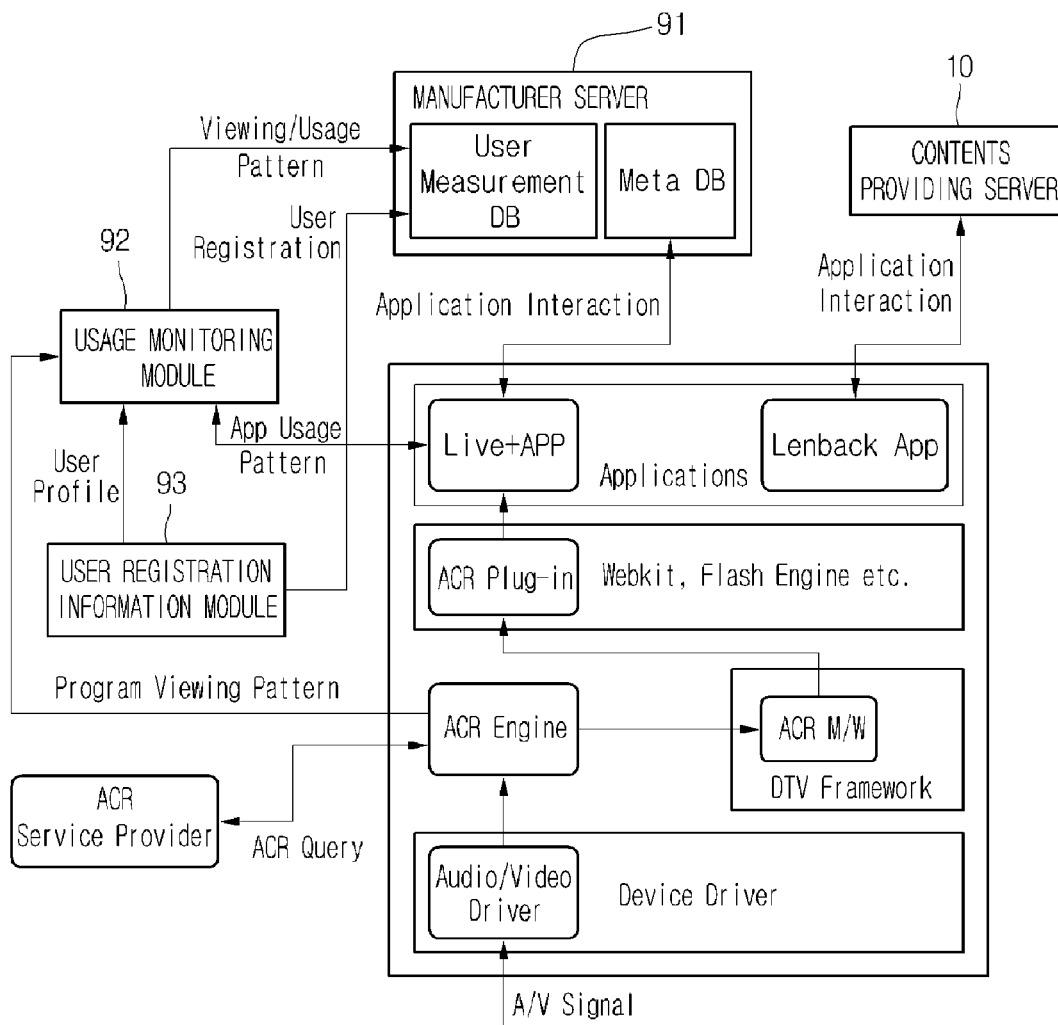 91
MANUFACTURER SERVER
User
Measurement
DB
Meta DB
10
CONTENTS
PROVIDING SERVER
Viewing/Usage
Pattern
User
Registration
92
USAGE MONITORING
MODULE
Application Interaction
Application
Interaction
App Usage
Pattern
User
Profile
93
USER REGISTRATION
INFORMATION MODULE
Live+APP
Lenback App
Applications
ACR Plug-in
Webkit, Flash Engine etc.
Program Viewing Pattern
ACR Engine
ACR M/W
DTV Framework
ACR
Service Provider
ACR Query
Audio/Video
Driver
Device Driver
A/V Signal